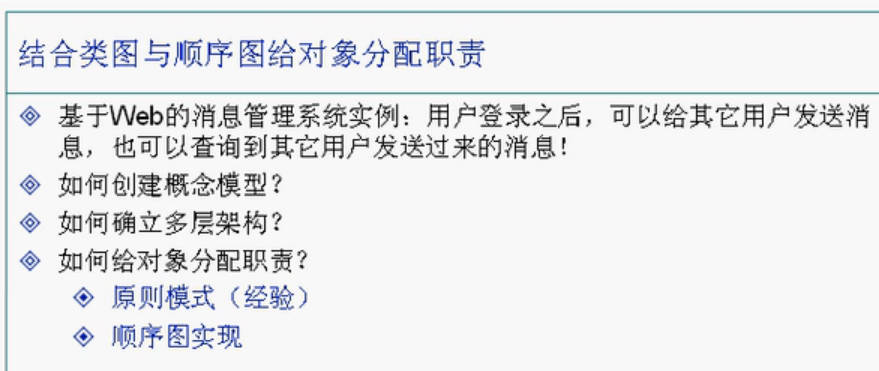 结合类图与顺序图给对象分配职责
基于Web的消息管理系统实例：用户登录之后，可以给其它用户发送消
息，也可以查询到其它用户发送过来的消息！
如何创建概念模型？
如何确立多层架构？
如何给对象分配职责？
原则模式（经验）
顺序图实现